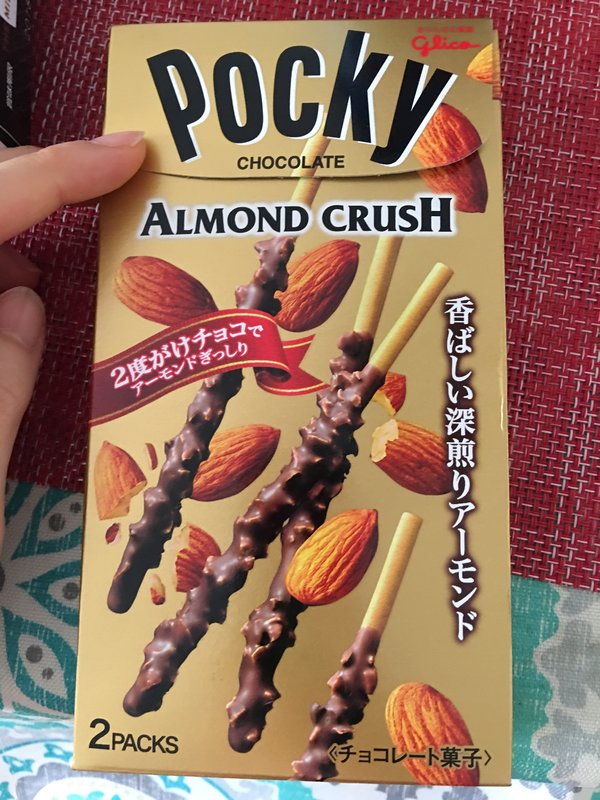 Glico
Pocky
CHOCOLATE
ALMOND CRUSH
2度がけチョコで
アーモンドぎっしり
香ばしい深煎りアーモンド
2PACKS
〈チョコレート菓子〉